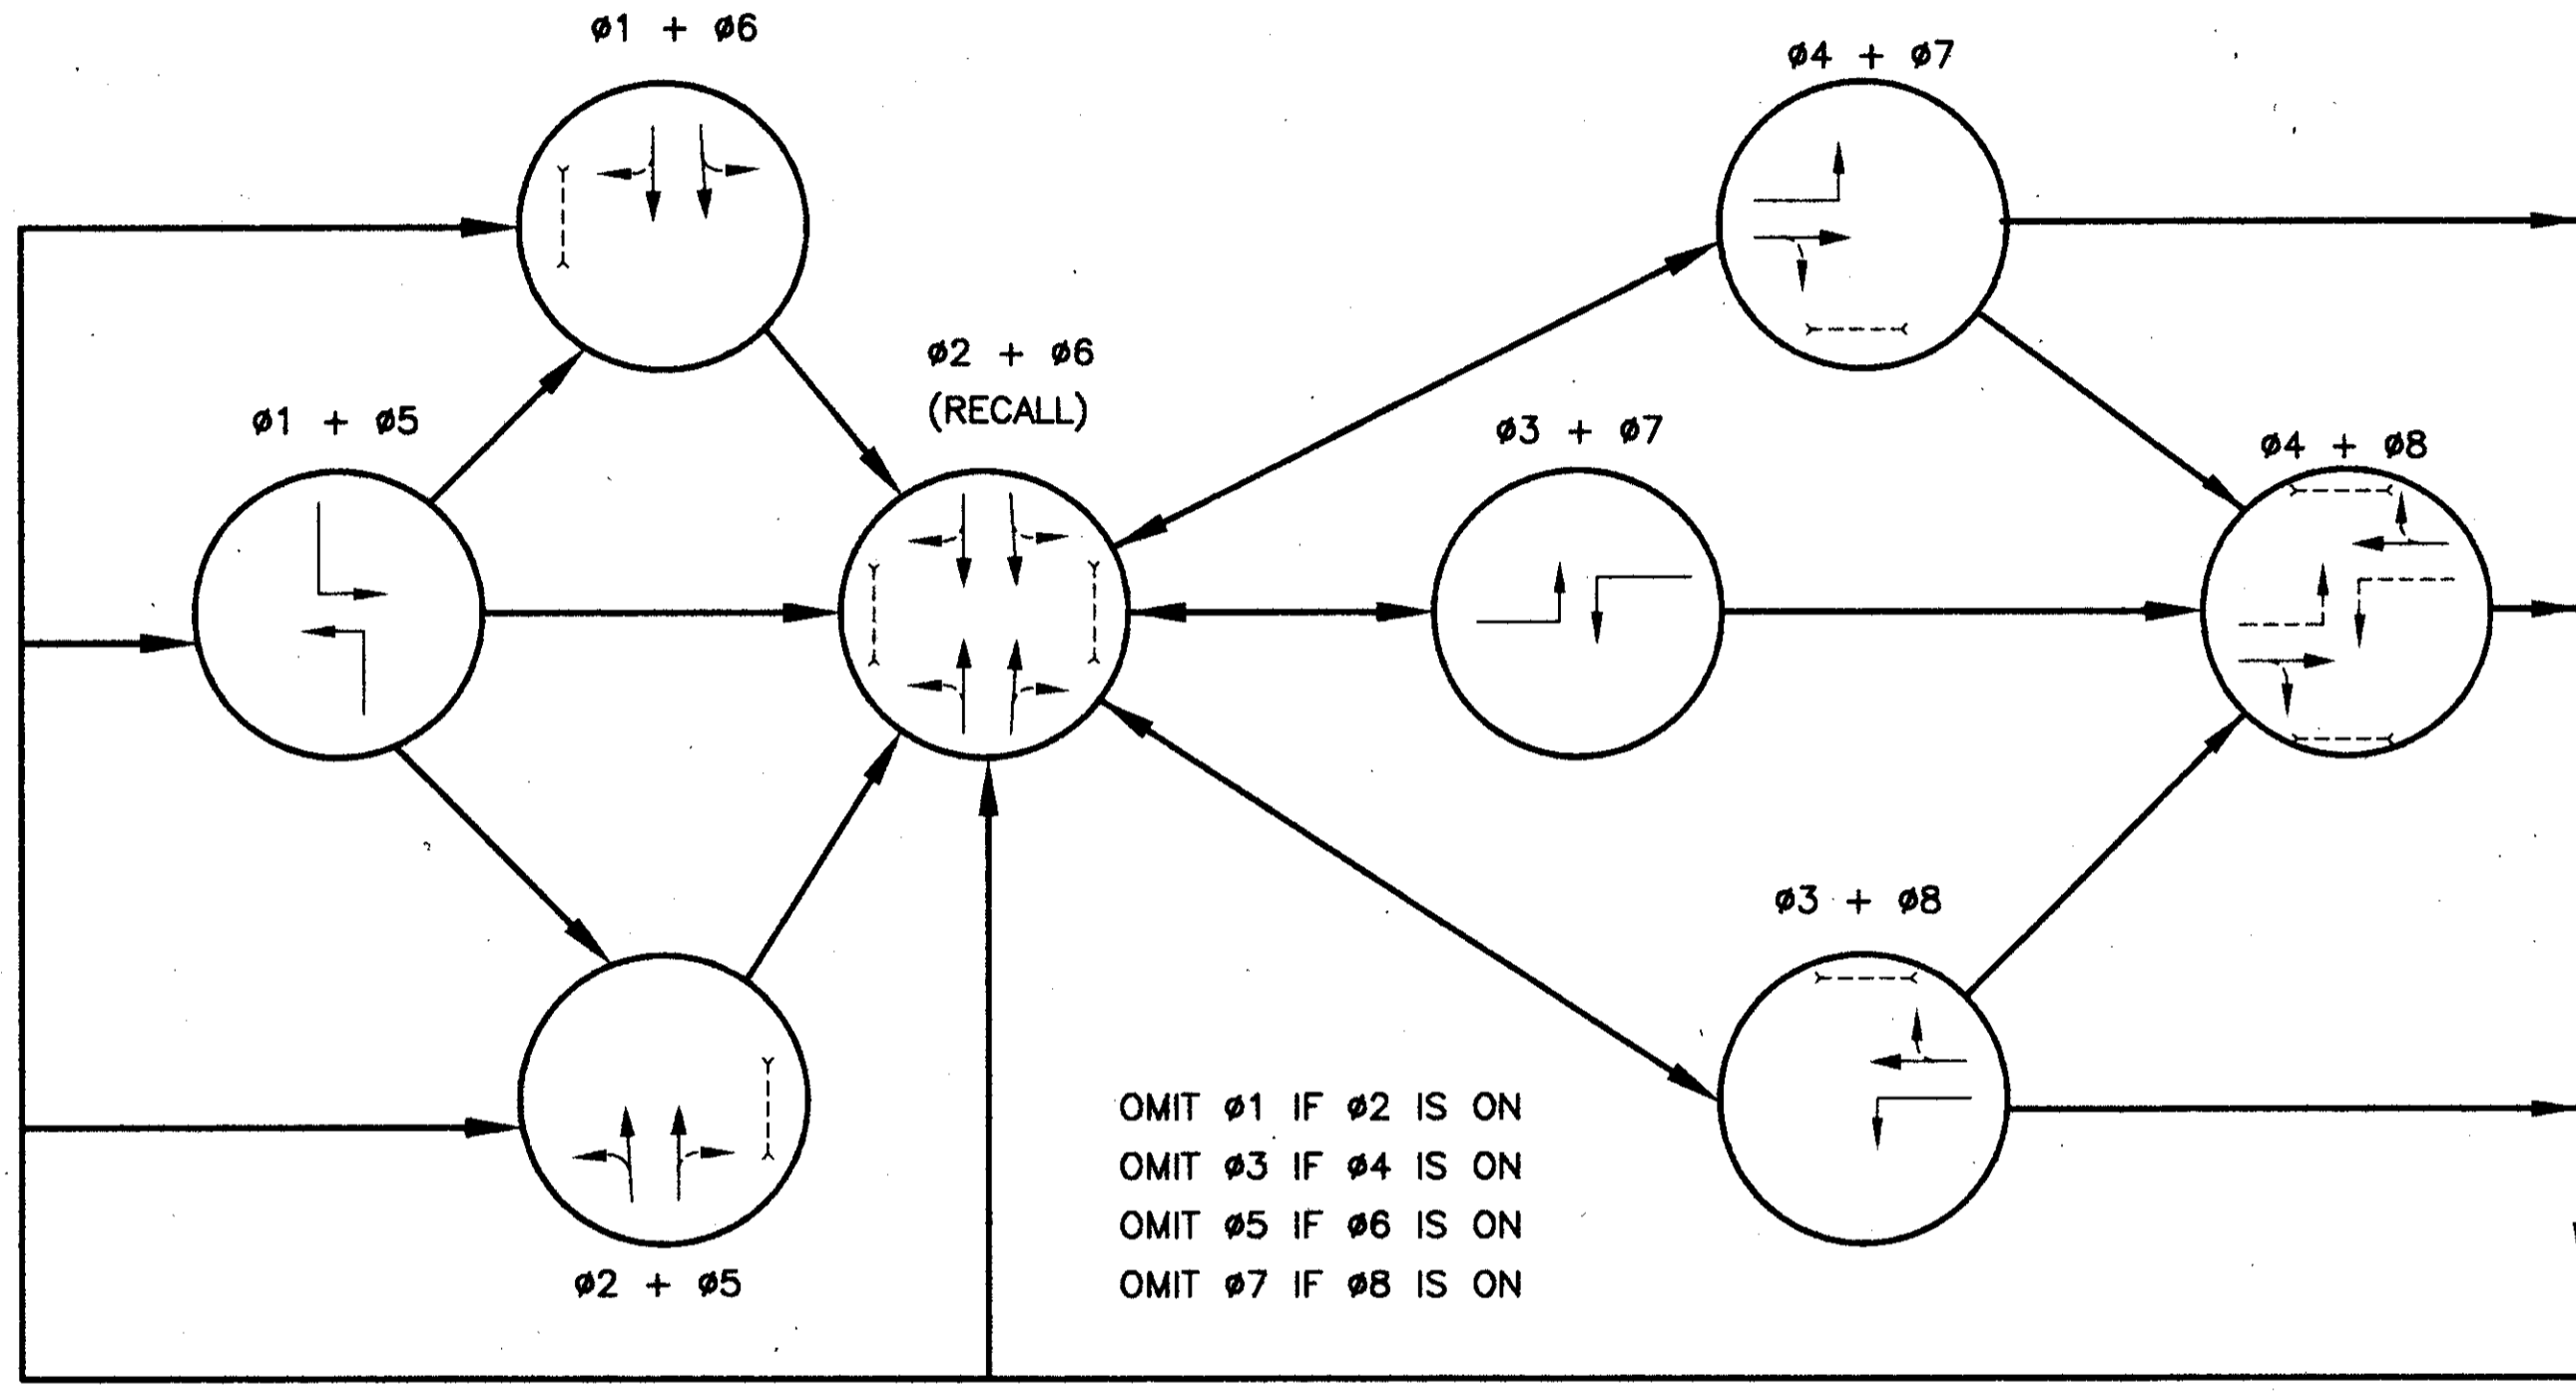 ø1 + ø6
ø4 + ø7
ø2 + ø6
(RECALL)
ø1 + ø5
ø3 + ø7
ø4 + ø8
ø3 + ø8
OMIT ø1 IF ø2 IS ON
OMIT ø3 IF ø4 IS ON
OMIT ø5 IF ø6 IS ON
OMIT ø7 IF ø8 IS ON
ø2 + ø5